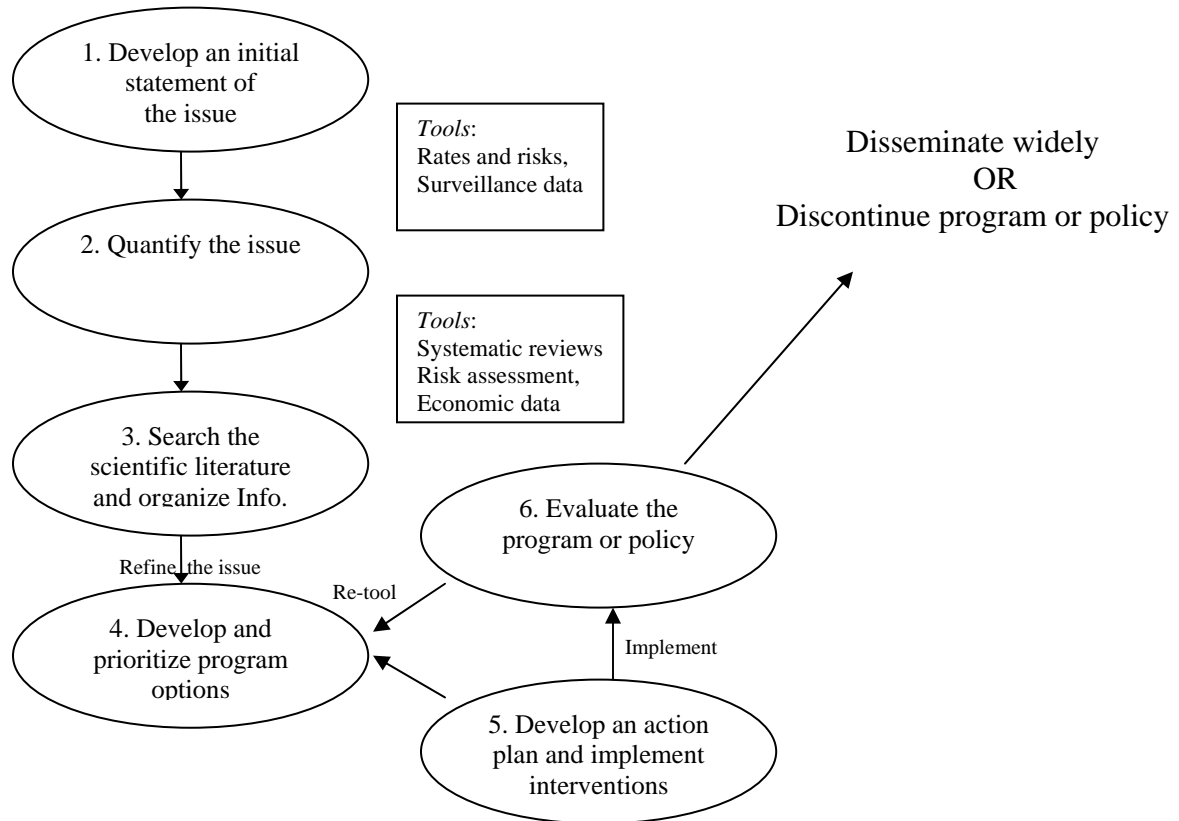 1. Develop an initial
statement of
the issue
Tools:
Rates and risks,
Surveillance data
Disseminate widely
OR
Discontinue program or policy
2. Quantify the issue
Tools:
Systematic reviews
Risk assessment,
Economic data
3. Search the
scientific literature
and organize Info.
Refine the issue
6. Evaluate the
program or policy
Re-tool
4. Develop and
prioritize program
options
Implement
5. Develop an action
plan and implement
interventions